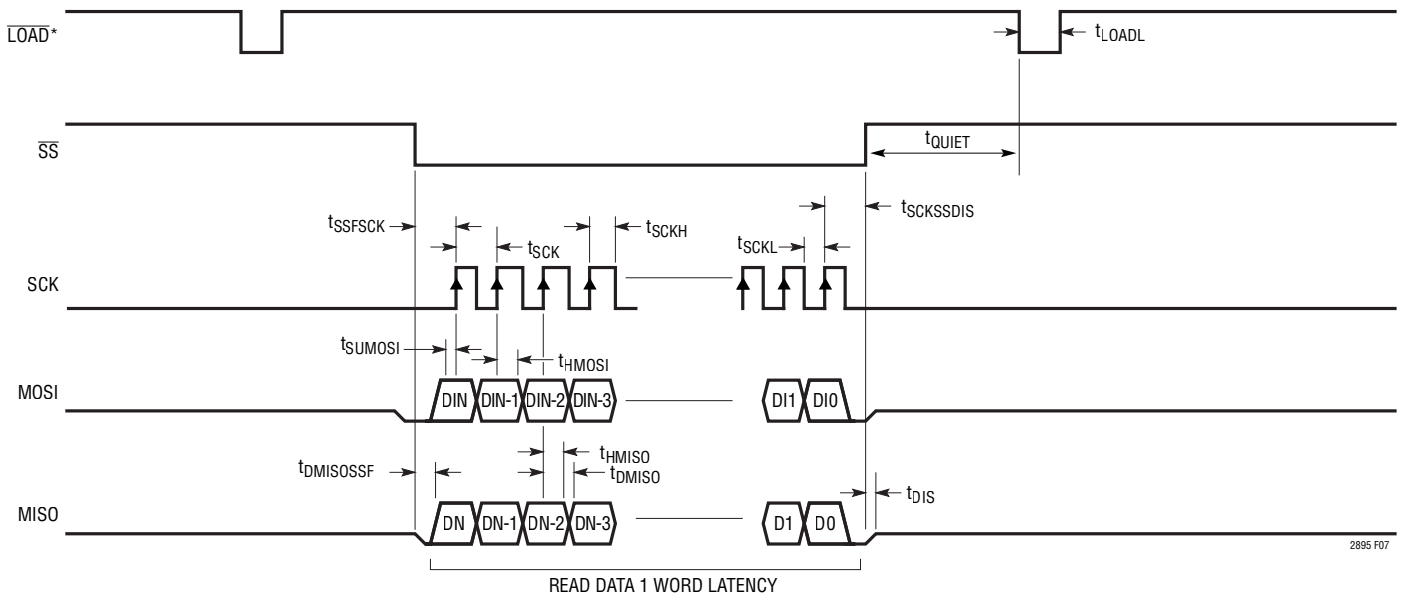 LOAD*
tLOADL
SS
tQUIET
tSSFSCK
tSCK
tSCKH
tSCKL
tSCKSSDIS
SCK
tSUMOSI
tHMOSI
MOSI
DIN DIN-1 DIN-2 DIN-3 DI1 DI0
tDMISOSSF
tHMISO
tDMISO
tDIS
MISO
DN DN-1 DN-2 DN-3 D1 D0
2895 F07
READ DATA 1 WORD LATENCY